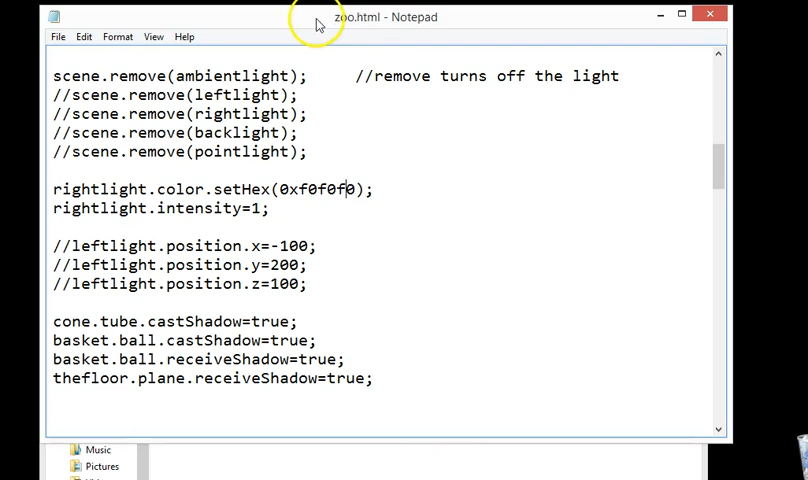 zoo.html - Notepad
File Edit Format View Help
scene.remove(ambientlight); //remove turns off the light
//scene.remove(leftlight);
//scene.remove(rightlight);
//scene.remove(backlight);
//scene.remove(pointlight);
rightlight.color.setHex(0xf0f0f0);
rightlight.intensity=1;
//leftlight.position.x=-100;
//leftlight.position.y=200;
//leftlight.position.z=100;
cone.tube.castShadow=true;
basket.ball.castShadow=true;
basket.ball.receiveShadow=true;
thefloor.plane.receiveShadow=true;
Music
Pictures